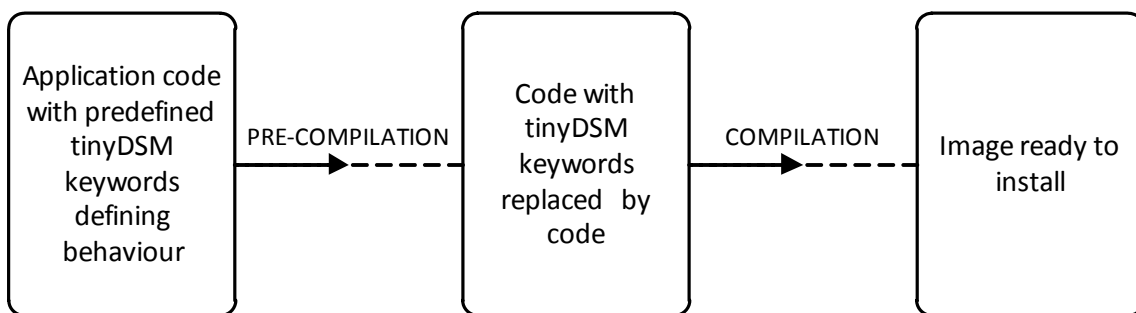 Application code
with predefined
tinyDSM
keywords
defining
behaviour
PRE-COMPILATION
Code with
tinyDSM
keywords
replaced by
code
COMPILATION
Image ready to
install